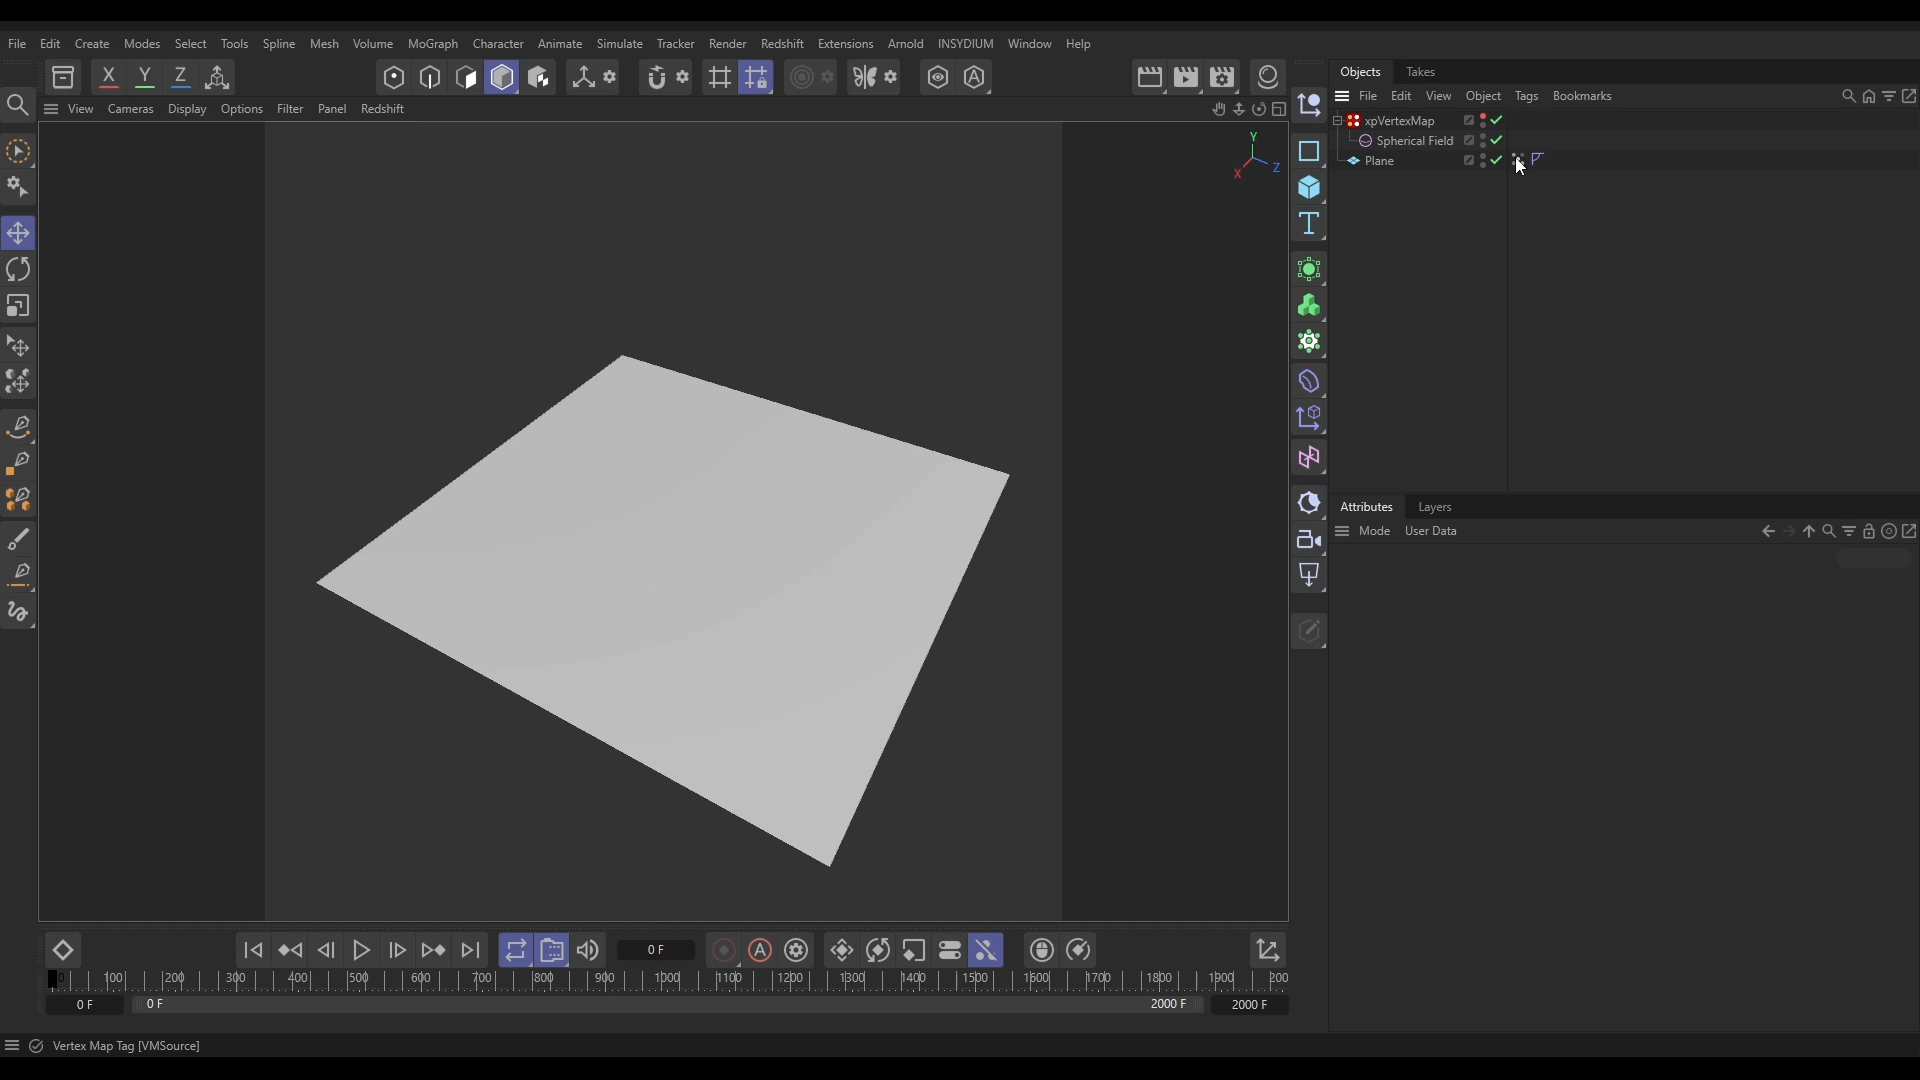 File Edit Create Modes Select Tools Spline Mesh Volume MoGraph Character Animate Simulate Tracker Render Redshift Extensions Arnold INSYDIUM Window Help
X Y Z
Objects Takes
File Edit View Object Tags Bookmarks
View Cameras Display Options Filter Panel Redshift
xpVertexMap
Spherical Field
Plane
Y
Z
X
Attributes Layers
Mode User Data
0 F
0 100 200 300 400 500 600 700 800 900 1000 1100 1200 1300 1400 1500 1600 1700 1800 1900 200
0 F 0 F 2000 F 2000 F
Vertex Map Tag [VMSource]